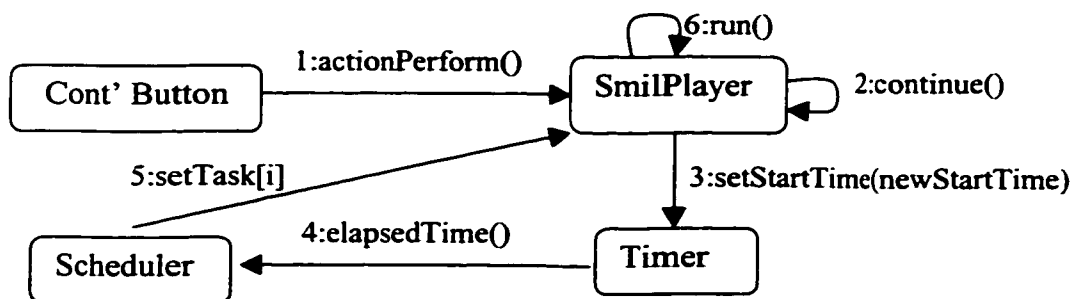 6:run()
1:actionPerform()
Cont' Button
SmilPlayer
2:continue()
5:setTask[i]
3:setStartTime(newStartTime)
4:elapsedTime()
Scheduler
Timer